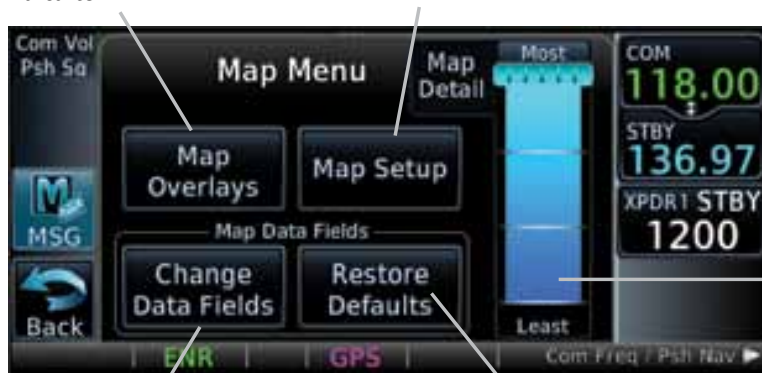 Com Vol
Psh Sq
Map Menu
Map
Detail
Most
COM
118.00
STBY
136.97
XPDR1 STBY
1200
Map
Overlays
Map Setup
MSG
Map Data Fields
Change
Data Fields
Restore
Defaults
Back
Least
ENR
GPS
Com Freq / Psh Nav